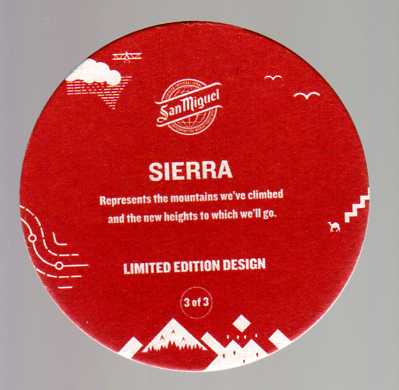 San Miguel
SIERRA
Represents the mountains we've climbed
and the new heights to which we'll go.
LIMITED EDITION DESIGN
3 of 3